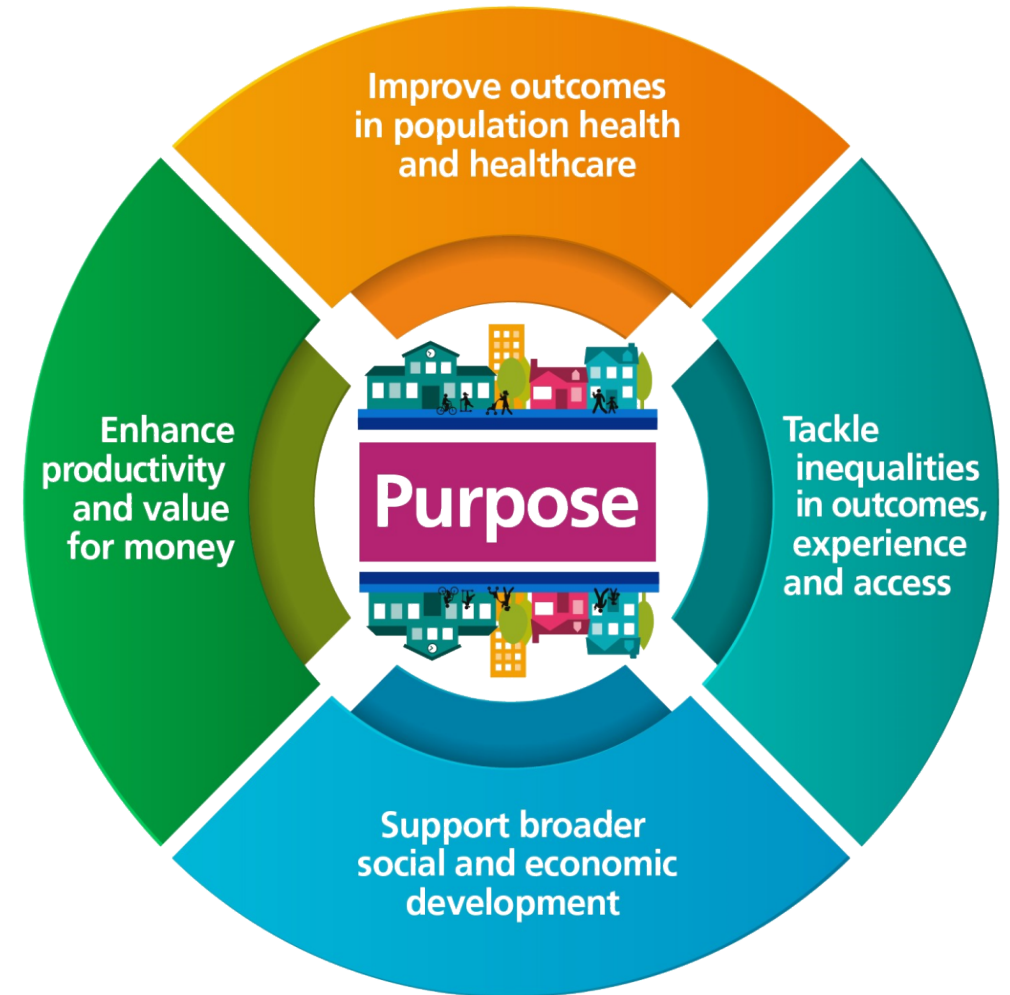 Improve outcomes
in population health
and healthcare
Tackle
inequalities
in outcomes,
experience
and access
Support broader
social and economic
development
Enhance
productivity
and value
for money
Purpose